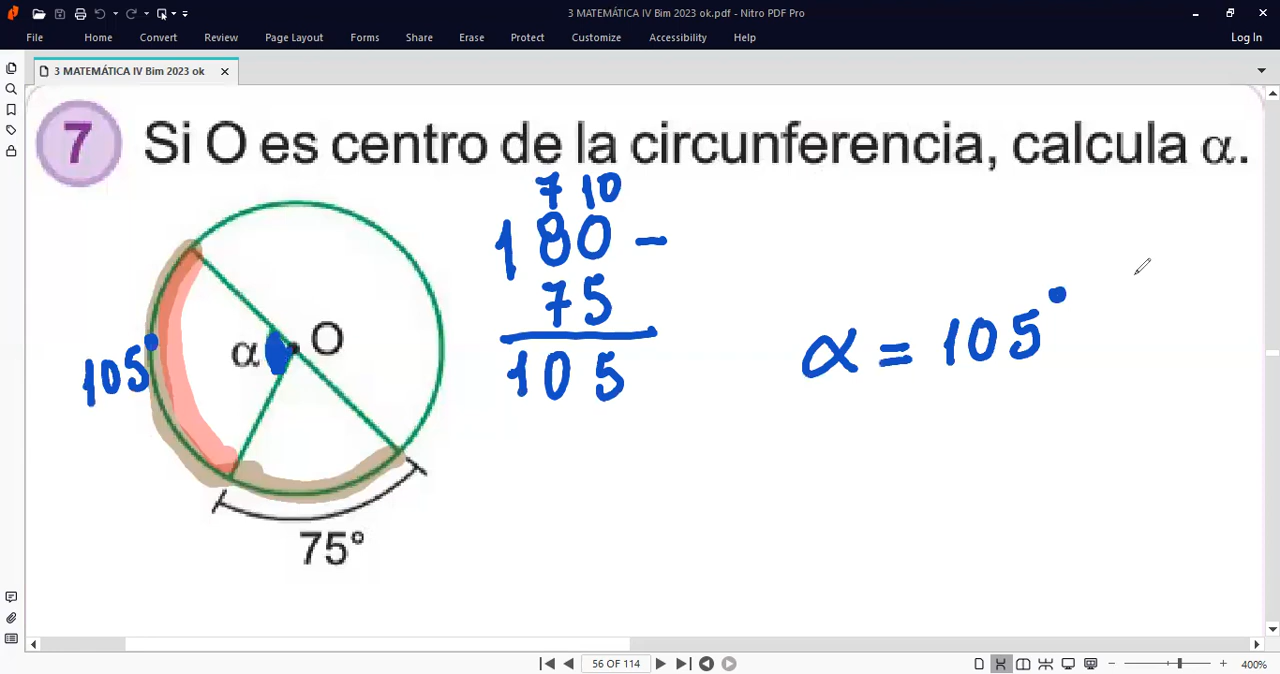 3 MATEMÁTICA IV Bim 2023 ok.pdf - Nitro PDF Pro
File Home Convert Review Page Layout Forms Share Erase Protect Customize Accessibility Help Log In
3 MATEMÁTICA IV Bim 2023 ok
7 Si O es centro de la circunferencia, calcula α.
7 10
180 -
75
105
α O
105°
α = 105°
75°
56 OF 114
400%